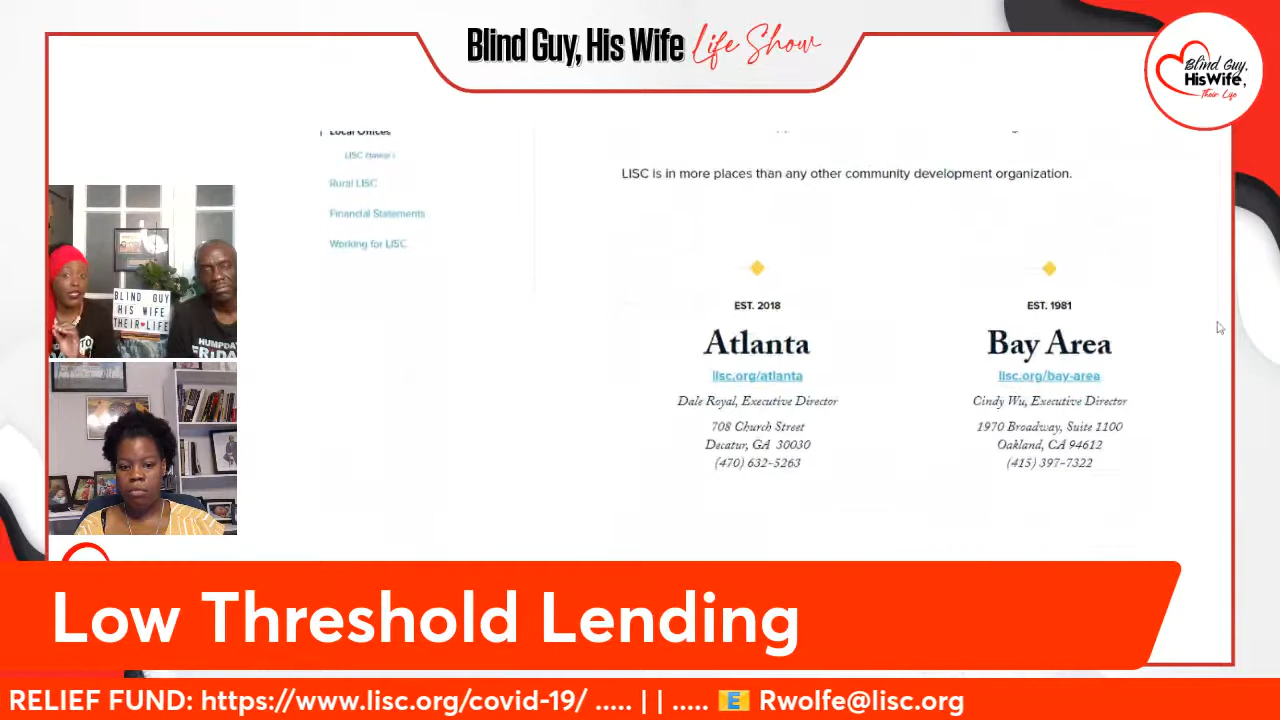 Blind Guy, His Wife Life Show
Blind Guy,
His Wife,
Their Life
Local Offices
LISC Hawai'i
Rural LISC
Financial Statements
Working for LISC
LISC is in more places than any other community development organization.
EST. 2018
Atlanta
lisc.org/atlanta
Dale Royal, Executive Director
708 Church Street
Decatur, GA 30030
(470) 632-5263
EST. 1981
Bay Area
lisc.org/bay-area
Cindy Wu, Executive Director
1970 Broadway, Suite 1100
Oakland, CA 94612
(415) 397-7322
BLIND GUY
HIS WIFE
THEIR♥LIFE
HUMPDAY
Low Threshold Lending
RELIEF FUND: https://www.lisc.org/covid-19/ ..... | | ..... 📧 Rwolfe@lisc.org